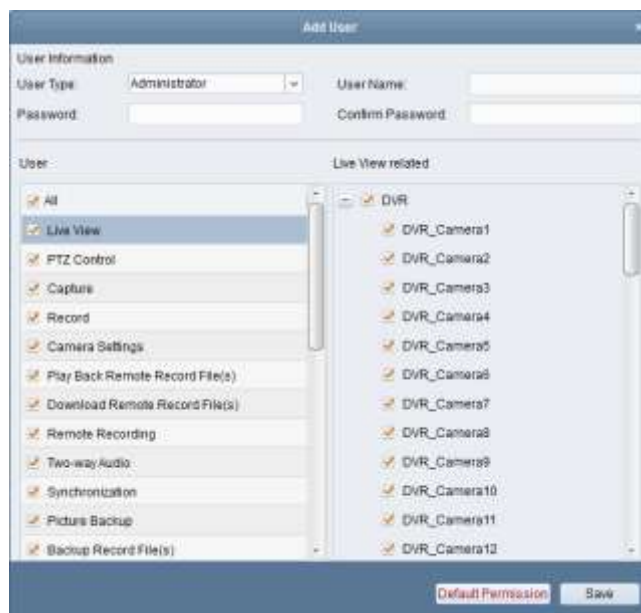 Add User
User Information
User Type: Administrator User Name:
Password: Confirm Password:
User Live View related
All
Live View
PTZ Control
Capture
Record
Camera Settings
Play Back Remote Record File(s)
Download Remote Record File(s)
Remote Recording
Two-way Audio
Synchronization
Picture Backup
Backup Record File(s)
DVR
DVR_Camera1
DVR_Camera2
DVR_Camera3
DVR_Camera4
DVR_Camera5
DVR_Camera6
DVR_Camera7
DVR_Camera8
DVR_Camera9
DVR_Camera10
DVR_Camera11
DVR_Camera12
Default Permission Save